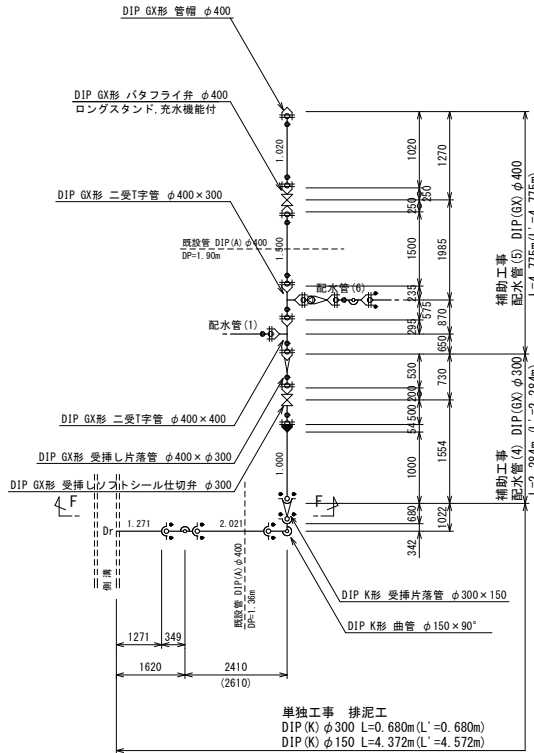 DIP GX形 管帽 φ400
DIP GX形 バタフライ弁 φ400
ロングスタンド,充水機能付
DIP GX形 二受T字管 φ400×300
既設管 DIP(A) φ400
DP=1.90m
配水管(6)
配水管(1)
DIP GX形 二受T字管 φ400×400
DIP GX形 受挿し片落管 φ400×φ300
DIP GX形 受挿しソフトシール仕切弁 φ300
1.020
1.500
1.000
1020
250
250
1500
235
575
295
530
200
500
54
1000
680
342
1270
1985
870
650
730
1554
1022
補助工事
配水管(5) DIP(GX) φ400
L=4.775m(L'=4.775m)
補助工事
配水管(4) DIP(GX) φ300
F
F
Dr
1.271
2.021
側溝
既設管 DIP(A) φ400
DP=1.36m
DIP K形 受挿片落管 φ300×150
DIP K形 曲管 φ150×90°
1271
349
1620
2410
(2610)
単独工事 排泥工
DIP(K) φ300 L=0.680m(L'=0.680m)
DIP(K) φ150 L=4.372m(L'=4.572m)